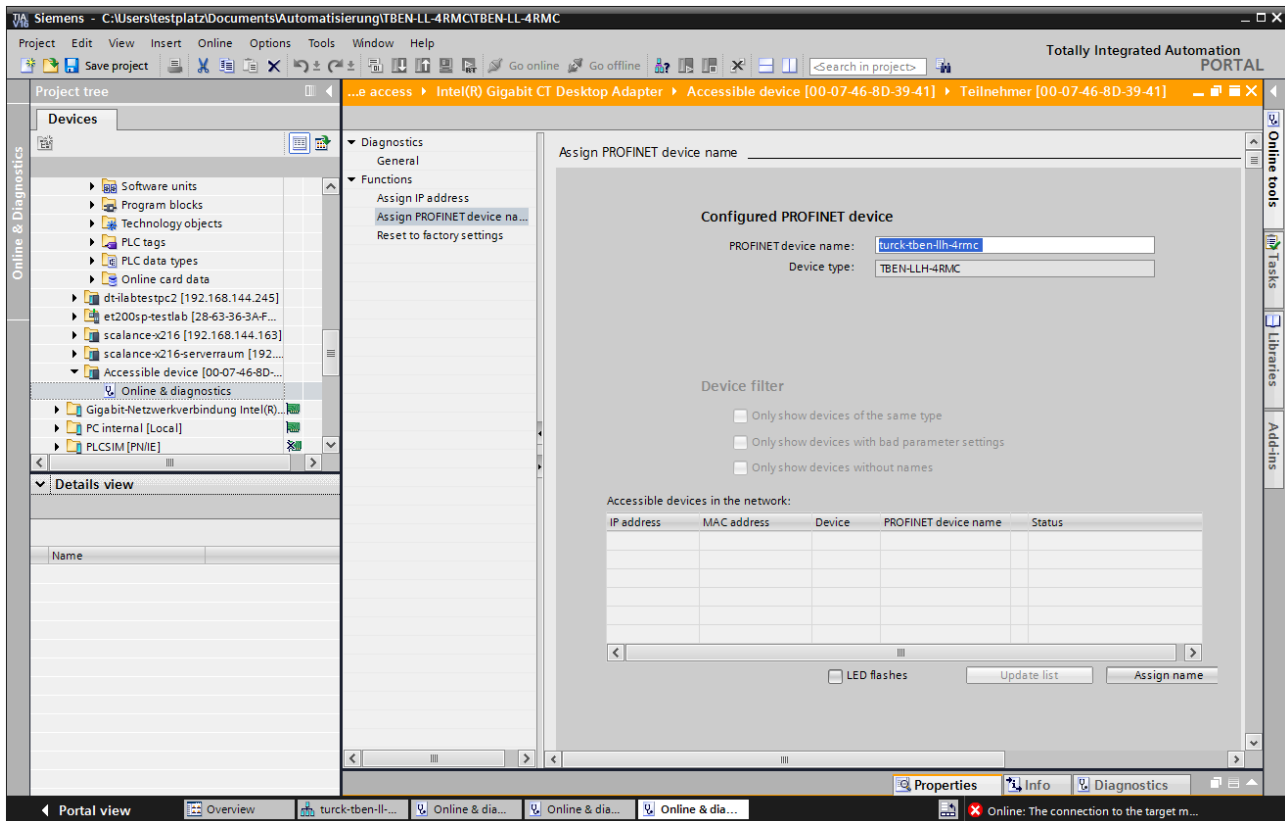 Siemens - C:\Users\testplatz\Documents\Automatisierung\TBEN-LL-4RMC\TBEN-LL-4RMC
Project Edit View Insert Online Options Tools Window Help
Save project Go online Go offline <Search in project>
Totally Integrated Automation
PORTAL
Project tree
...e access Intel(R) Gigabit CT Desktop Adapter Accessible device [00-07-46-8D-39-41] Teilnehmer [00-07-46-8D-39-41]
Devices
Online & Diagnostics
Software units
Program blocks
Technology objects
PLC tags
PLC data types
Online card data
dt-ilabtestpc2 [192.168.144.245]
et200sp-testlab [28-63-36-3A-F...
scalance-x216 [192.168.144.163]
scalance-x216-serverraum [192....
Accessible device [00-07-46-8D-...
Online & diagnostics
Gigabit-Netzwerkverbindung Intel(R)...
PC internal [Local]
PLCSIM [PN/IE]
Details view
Name
Diagnostics
General
Functions
Assign IP address
Assign PROFINET device na...
Reset to factory settings
Assign PROFINET device name
Configured PROFINET device
PROFINET device name: turck-tben-llh-4rmc
Device type: TBEN-LLH-4RMC
Device filter
Only show devices of the same type
Only show devices with bad parameter settings
Only show devices without names
Accessible devices in the network:
IP address MAC address Device PROFINET device name Status
LED flashes Update list Assign name
Online tools
Tasks
Libraries
Add-ins
Properties Info Diagnostics
Portal view Overview turck-tben-ll-... Online & dia... Online & dia... Online & dia... Online: The connection to the target m...